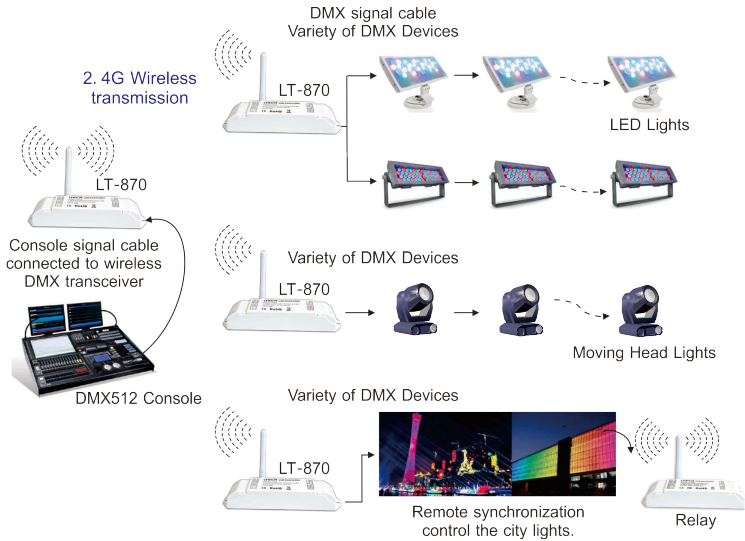 DMX signal cable
Variety of DMX Devices
2. 4G Wireless
transmission
LT-870
LED Lights
LT-870
Console signal cable
connected to wireless
DMX transceiver
DMX512 Console
Variety of DMX Devices
LT-870
Moving Head Lights
Variety of DMX Devices
LT-870
Remote synchronization
control the city lights.
Relay